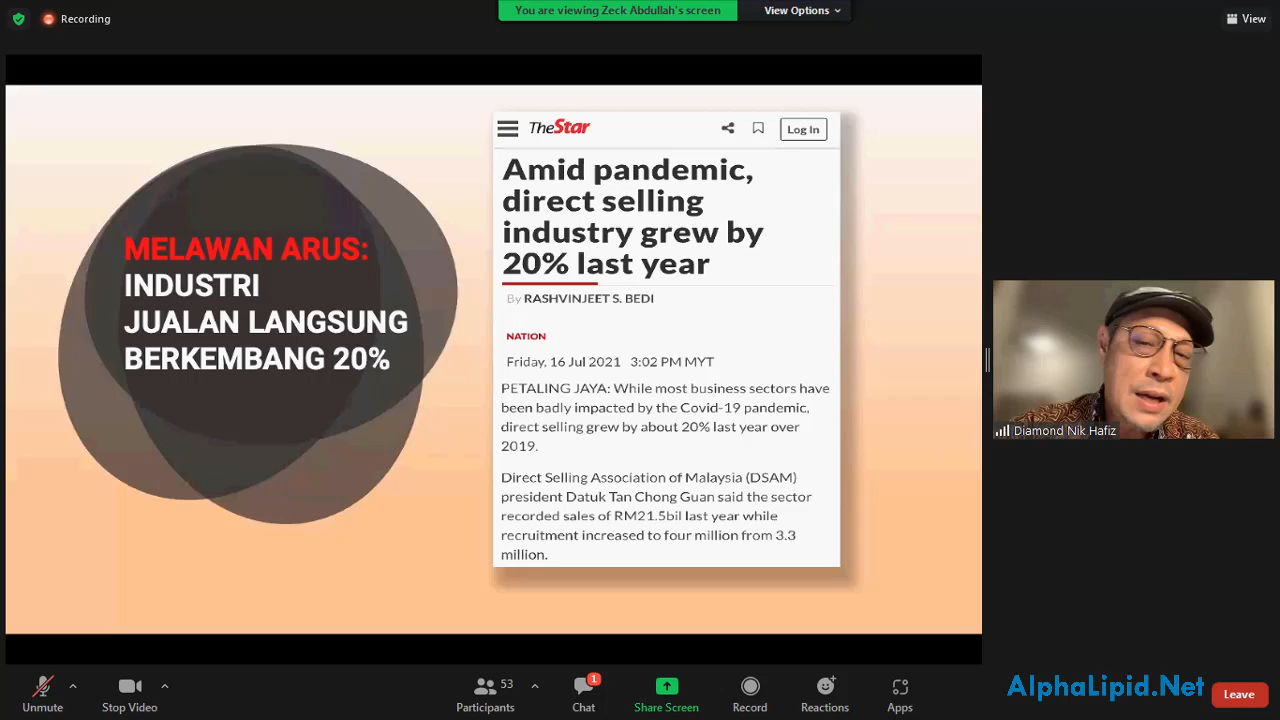 Recording
You are viewing Zeck Abdullah's screen
View Options
View
MELAWAN ARUS:
INDUSTRI
JUALAN LANGSUNG
BERKEMBANG 20%
TheStar
Log In
Amid pandemic,
direct selling
industry grew by
20% last year
By RASHVINJEET S. BEDI
NATION
Friday, 16 Jul 2021 3:02 PM MYT
PETALING JAYA: While most business sectors have
been badly impacted by the Covid-19 pandemic,
direct selling grew by about 20% last year over
2019.
Direct Selling Association of Malaysia (DSAM)
president Datuk Tan Chong Guan said the sector
recorded sales of RM21.5bil last year while
recruitment increased to four million from 3.3
million.
Diamond Nik Hafiz
Unmute
Stop Video
53
Participants
1
Chat
Share Screen
Record
Reactions
Apps
AlphaLipid.Net
Leave